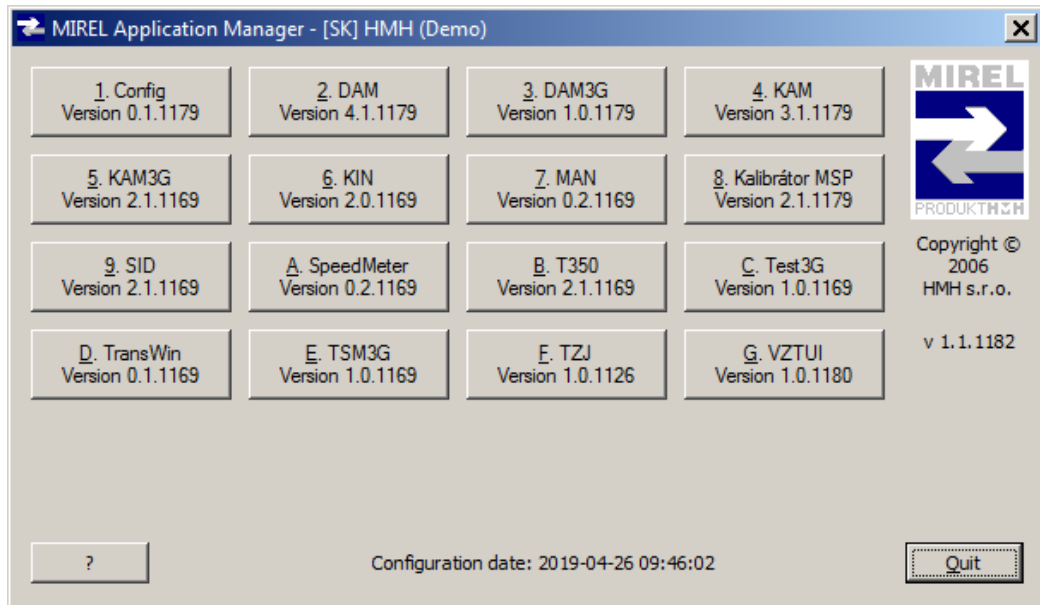 MIREL Application Manager - [SK] HMH (Demo)
1. Config
Version 0.1.1179
2. DAM
Version 4.1.1179
3. DAM3G
Version 1.0.1179
4. KAM
Version 3.1.1179
5. KAM3G
Version 2.1.1169
6. KIN
Version 2.0.1169
7. MAN
Version 0.2.1169
8. Kalibrátor MSP
Version 2.1.1179
9. SID
Version 2.1.1169
A. SpeedMeter
Version 0.2.1169
B. T350
Version 2.1.1169
C. Test3G
Version 1.0.1169
D. TransWin
Version 0.1.1169
E. TSM3G
Version 1.0.1169
F. TZJ
Version 1.0.1126
G. VZTUI
Version 1.0.1180
MIREL
PRODUKTHMH
Copyright ©
2006
HMH s.r.o.
v 1.1.1182
?
Configuration date: 2019-04-26 09:46:02
Quit